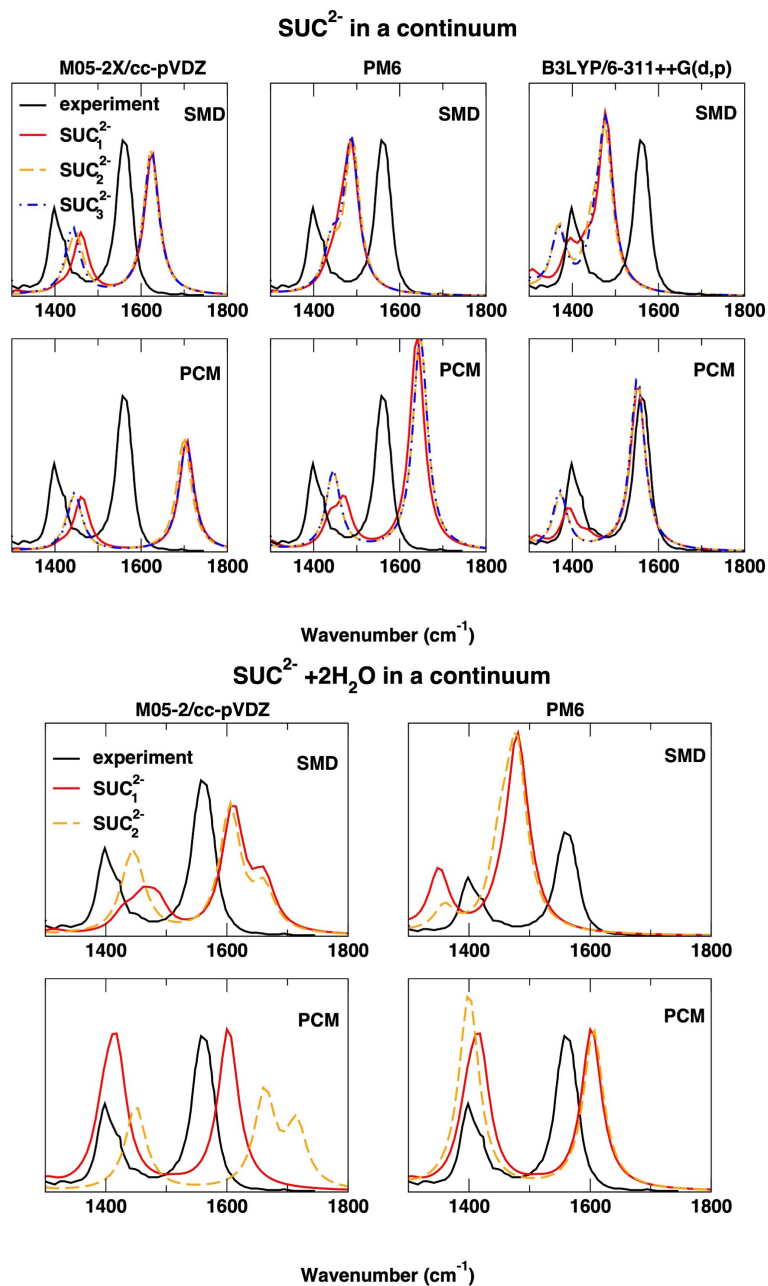 SUC²⁻ in a continuum
M05-2X/cc-pVDZ PM6 B3LYP/6-311++G(d,p)
experiment
SUC₁²⁻
SUC₂²⁻
SUC₃²⁻
SMD SMD SMD
1400 1600 1800 1400 1600 1800 1400 1600 1800
PCM PCM PCM
1400 1600 1800 1400 1600 1800 1400 1600 1800
Wavenumber (cm⁻¹)
SUC²⁻ +2H₂O in a continuum
M05-2/cc-pVDZ PM6
experiment
SUC₁²⁻
SUC₂²⁻
SMD SMD
1400 1600 1800 1400 1600 1800
PCM PCM
1400 1600 1800 1400 1600 1800
Wavenumber (cm⁻¹)